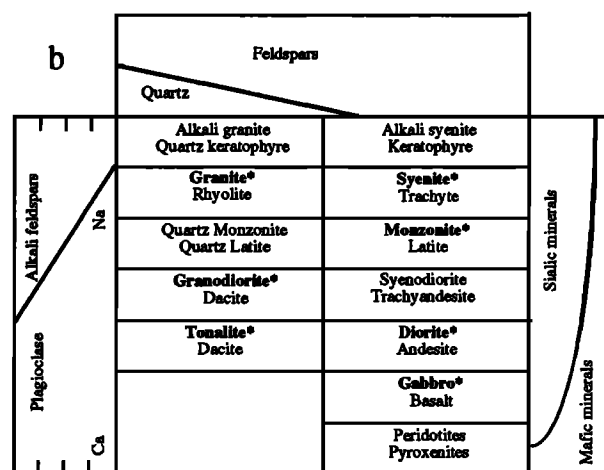 b
Feldspars
Quartz
Alkali granite
Quartz keratophyre
Alkali syenite
Keratophyre
Granite*
Rhyolite
Syenite*
Trachyte
Quartz Monzonite
Quartz Latite
Monzonite*
Latite
Granodiorite*
Dacite
Syenodiorite
Trachyandesite
Tonalite*
Dacite
Diorite*
Andesite
Gabbro*
Basalt
Peridotites
Pyroxenites
Alkali feldspars
Plagioclase
Na
Ca
Sialic minerals
Mafic minerals